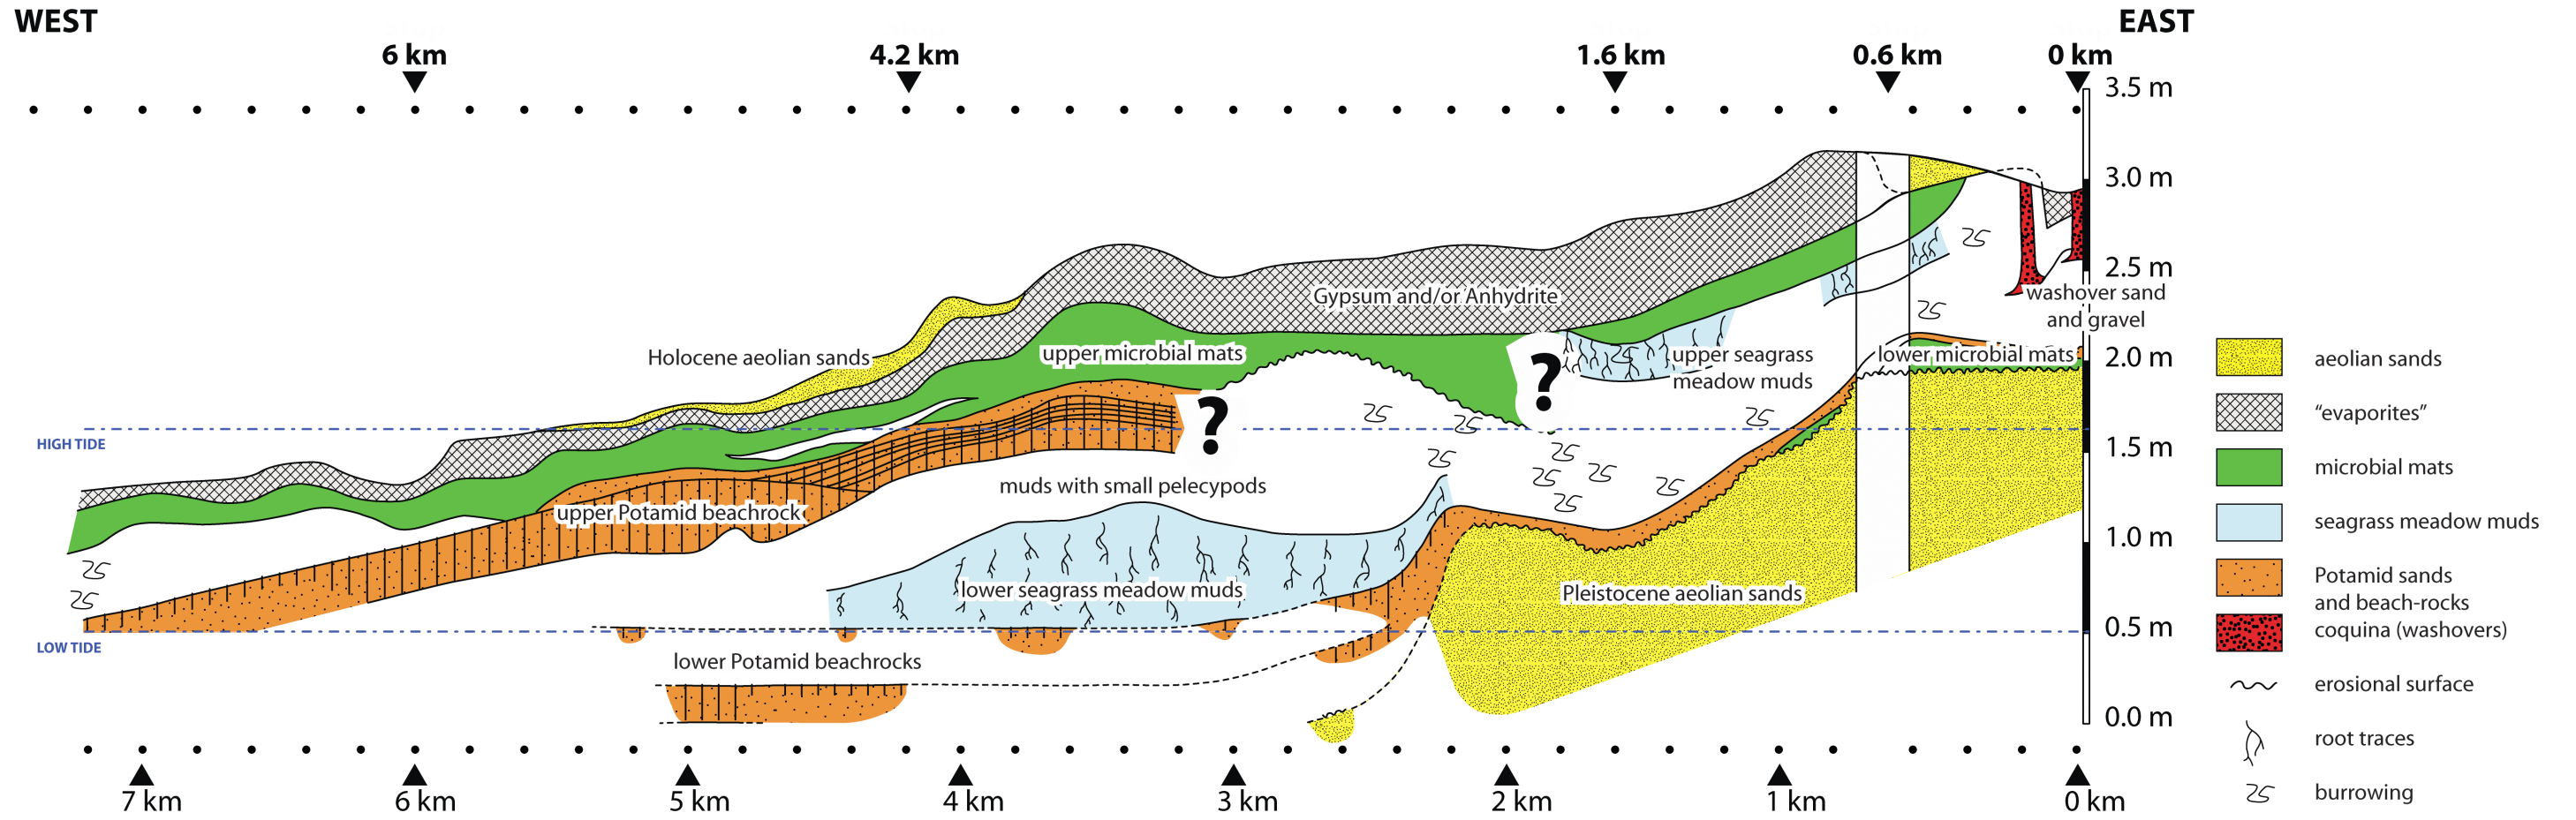 WEST
EAST
6 km
4.2 km
1.6 km
0.6 km
0 km
3.5 m
3.0 m
2.5 m
2.0 m
1.5 m
1.0 m
0.5 m
0.0 m
Gypsum and/or Anhydrite
washover sand
and gravel
Holocene aeolian sands
upper microbial mats
?
upper seagrass
meadow muds
lower microbial mats
?
HIGH TIDE
muds with small pelecypods
upper Potamid beachrock
lower seagrass meadow muds
Pleistocene aeolian sands
LOW TIDE
lower Potamid beachrocks
aeolian sands
“evaporites”
microbial mats
seagrass meadow muds
Potamid sands
and beach-rocks
coquina (washovers)
erosional surface
root traces
burrowing
7 km
6 km
5 km
4 km
3 km
2 km
1 km
0 km